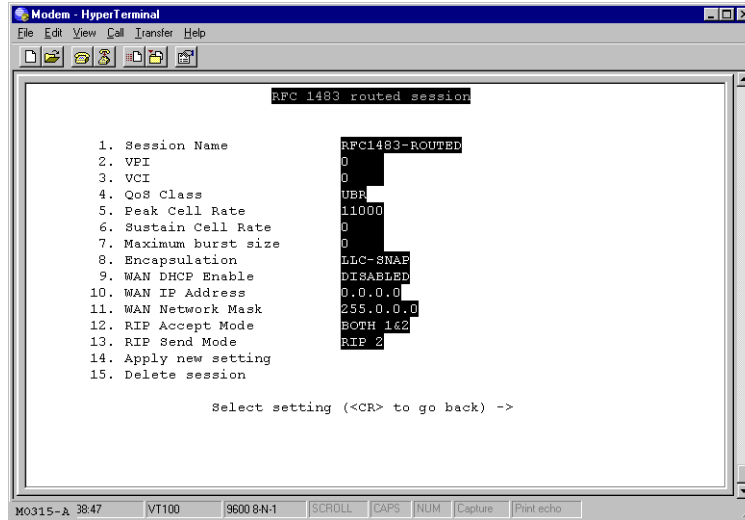 Modem - HyperTerminal
File Edit View Call Transfer Help
RFC 1483 routed session
1. Session Name RFC1483-ROUTED
2. VPI 0
3. VCI 0
4. QoS Class UBR
5. Peak Cell Rate 11000
6. Sustain Cell Rate 0
7. Maximum burst size 0
8. Encapsulation LLC-SNAP
9. WAN DHCP Enable DISABLED
10. WAN IP Address 0.0.0.0
11. WAN Network Mask 255.0.0.0
12. RIP Accept Mode BOTH 1&2
13. RIP Send Mode RIP 2
14. Apply new setting
15. Delete session
Select setting (<CR> to go back) ->
M0315-A 38:47 VT100 9600 8-N-1 SCROLL CAPS NUM Capture Print echo